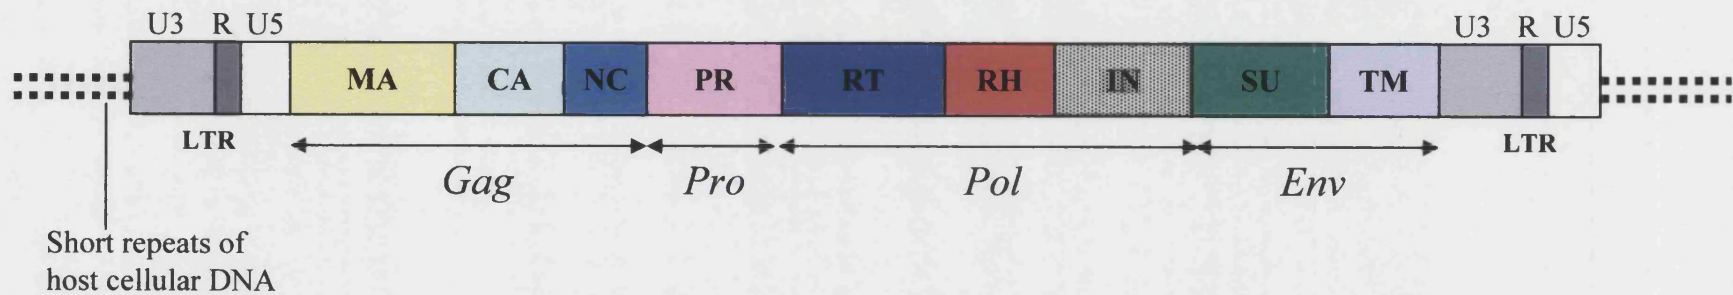 U3 R U5 U3 R U5
MA CA NC PR RT RH IN SU TM
LTR LTR
Gag Pro Pol Env
Short repeats of
host cellular DNA